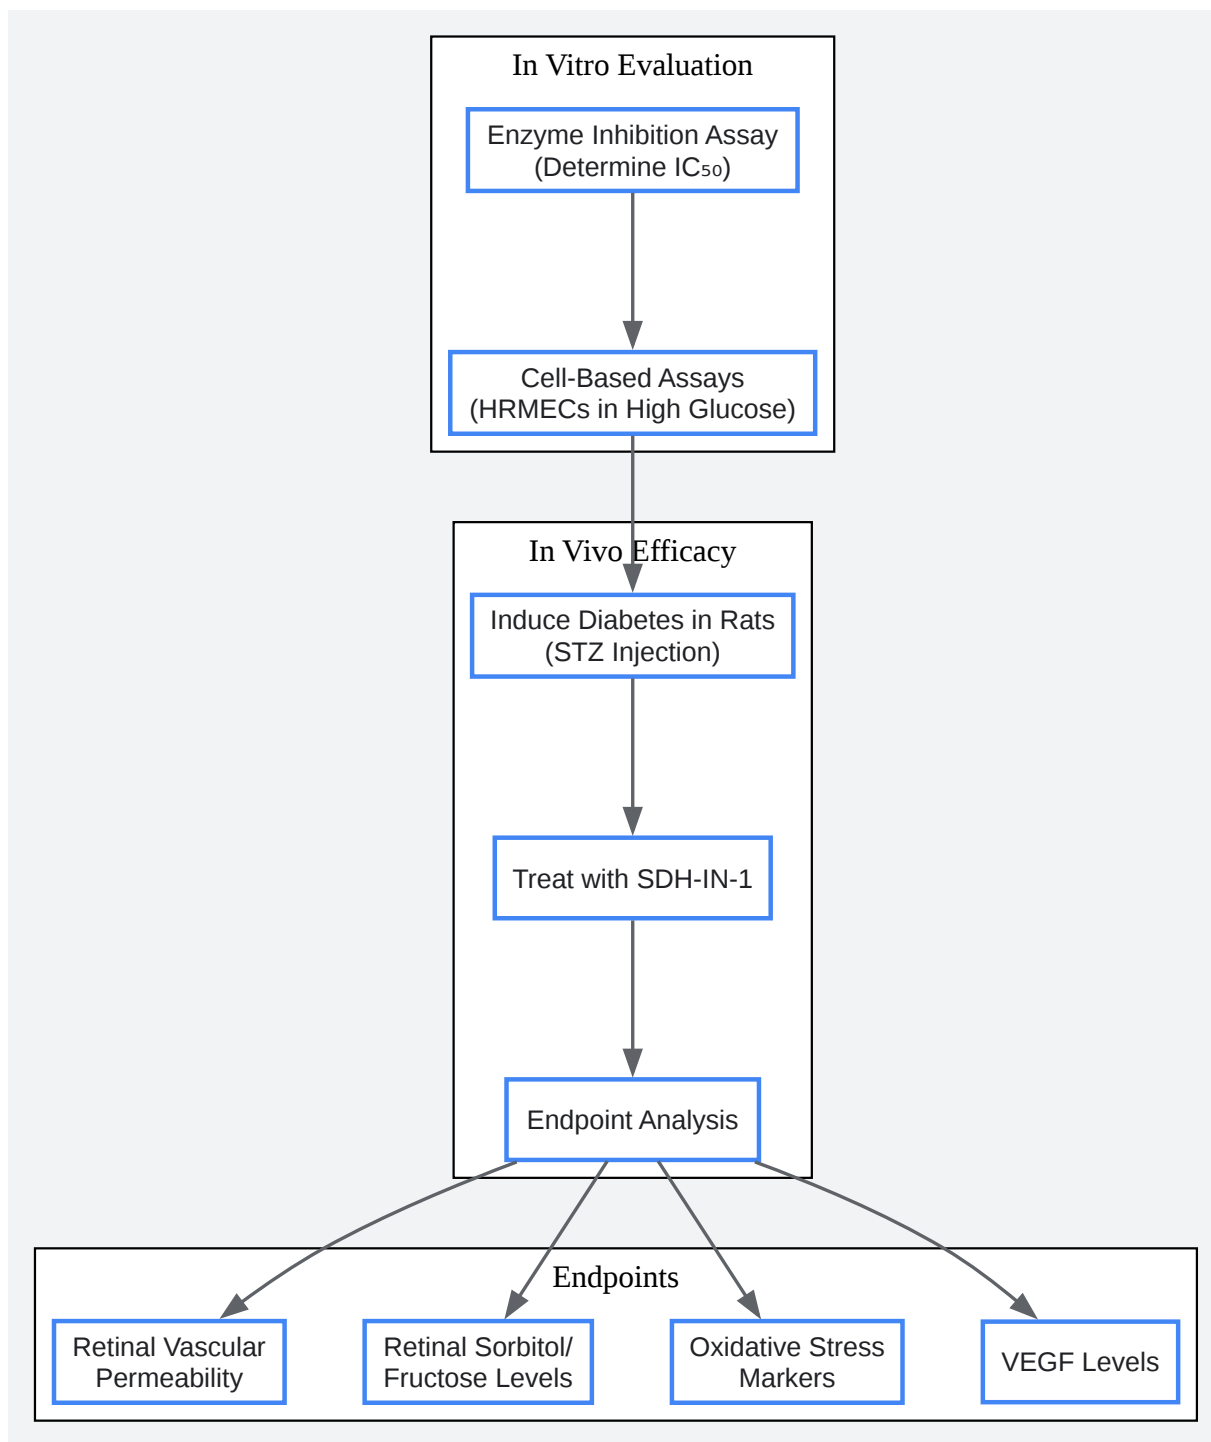 In Vitro Evaluation
Enzyme Inhibition Assay
(Determine IC₅₀)
Cell-Based Assays
(HRMECs in High Glucose)
In Vivo Efficacy
Induce Diabetes in Rats
(STZ Injection)
Treat with SDH-IN-1
Endpoint Analysis
Endpoints
Retinal Vascular
Permeability
Retinal Sorbitol/
Fructose Levels
Oxidative Stress
Markers
VEGF Levels